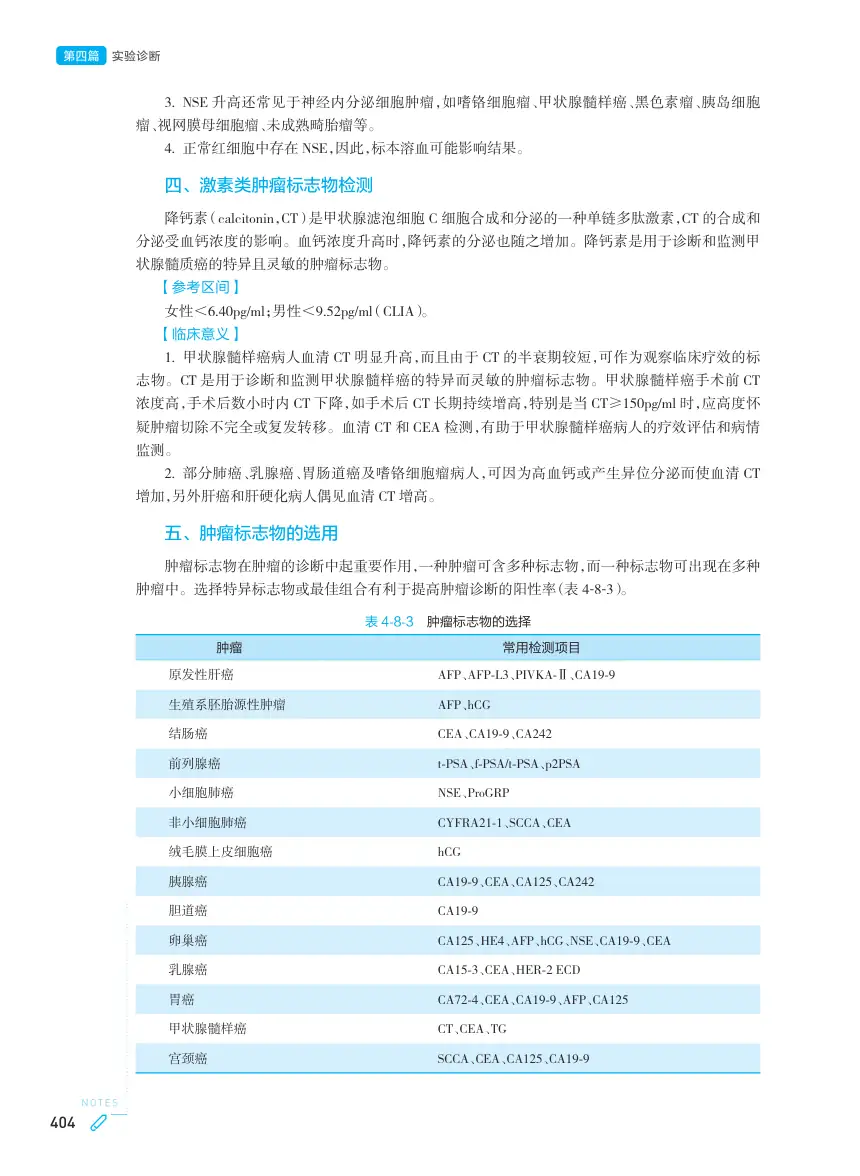 第四篇 实验诊断
3. NSE 升高还常见于神经内分泌细胞肿瘤,如嗜铬细胞瘤、甲状腺髓样癌、黑色素瘤、胰岛细胞
瘤、视网膜母细胞瘤、未成熟畸胎瘤等。
4. 正常红细胞中存在 NSE,因此,标本溶血可能影响结果。
四、激素类肿瘤标志物检测
降钙素(calcitonin,CT)是甲状腺滤泡细胞 C 细胞合成和分泌的一种单链多肽激素,CT 的合成和
分泌受血钙浓度的影响。血钙浓度升高时,降钙素的分泌也随之增加。降钙素是用于诊断和监测甲
状腺髓质癌的特异且灵敏的肿瘤标志物。
【参考区间】
女性<6.40pg/ml;男性<9.52pg/ml(CLIA)。
【临床意义】
1. 甲状腺髓样癌病人血清 CT 明显升高,而且由于 CT 的半衰期较短,可作为观察临床疗效的标
志物。CT 是用于诊断和监测甲状腺髓样癌的特异而灵敏的肿瘤标志物。甲状腺髓样癌手术前 CT
浓度高,手术后数小时内 CT 下降,如手术后 CT 长期持续增高,特别是当 CT≥150pg/ml 时,应高度怀
疑肿瘤切除不完全或复发转移。血清 CT 和 CEA 检测,有助于甲状腺髓样癌病人的疗效评估和病情
监测。
2. 部分肺癌、乳腺癌、胃肠道癌及嗜铬细胞瘤病人,可因为高血钙或产生异位分泌而使血清 CT
增加,另外肝癌和肝硬化病人偶见血清 CT 增高。
五、肿瘤标志物的选用
肿瘤标志物在肿瘤的诊断中起重要作用,一种肿瘤可含多种标志物,而一种标志物可出现在多种
肿瘤中。选择特异标志物或最佳组合有利于提高肿瘤诊断的阳性率(表 4-8-3)。
表 4-8-3 肿瘤标志物的选择
肿瘤 常用检测项目
原发性肝癌 AFP、AFP-L3、PIVKA-Ⅱ、CA19-9
生殖系胚胎源性肿瘤 AFP、hCG
结肠癌 CEA、CA19-9、CA242
前列腺癌 t-PSA、f-PSA/t-PSA、p2PSA
小细胞肺癌 NSE、ProGRP
非小细胞肺癌 CYFRA21-1、SCCA、CEA
绒毛膜上皮细胞癌 hCG
胰腺癌 CA19-9、CEA、CA125、CA242
胆道癌 CA19-9
卵巢癌 CA125、HE4、AFP、hCG、NSE、CA19-9、CEA
乳腺癌 CA15-3、CEA、HER-2 ECD
胃癌 CA72-4、CEA、CA19-9、AFP、CA125
甲状腺髓样癌 CT、CEA、TG
宫颈癌 SCCA、CEA、CA125、CA19-9
NOTES
404